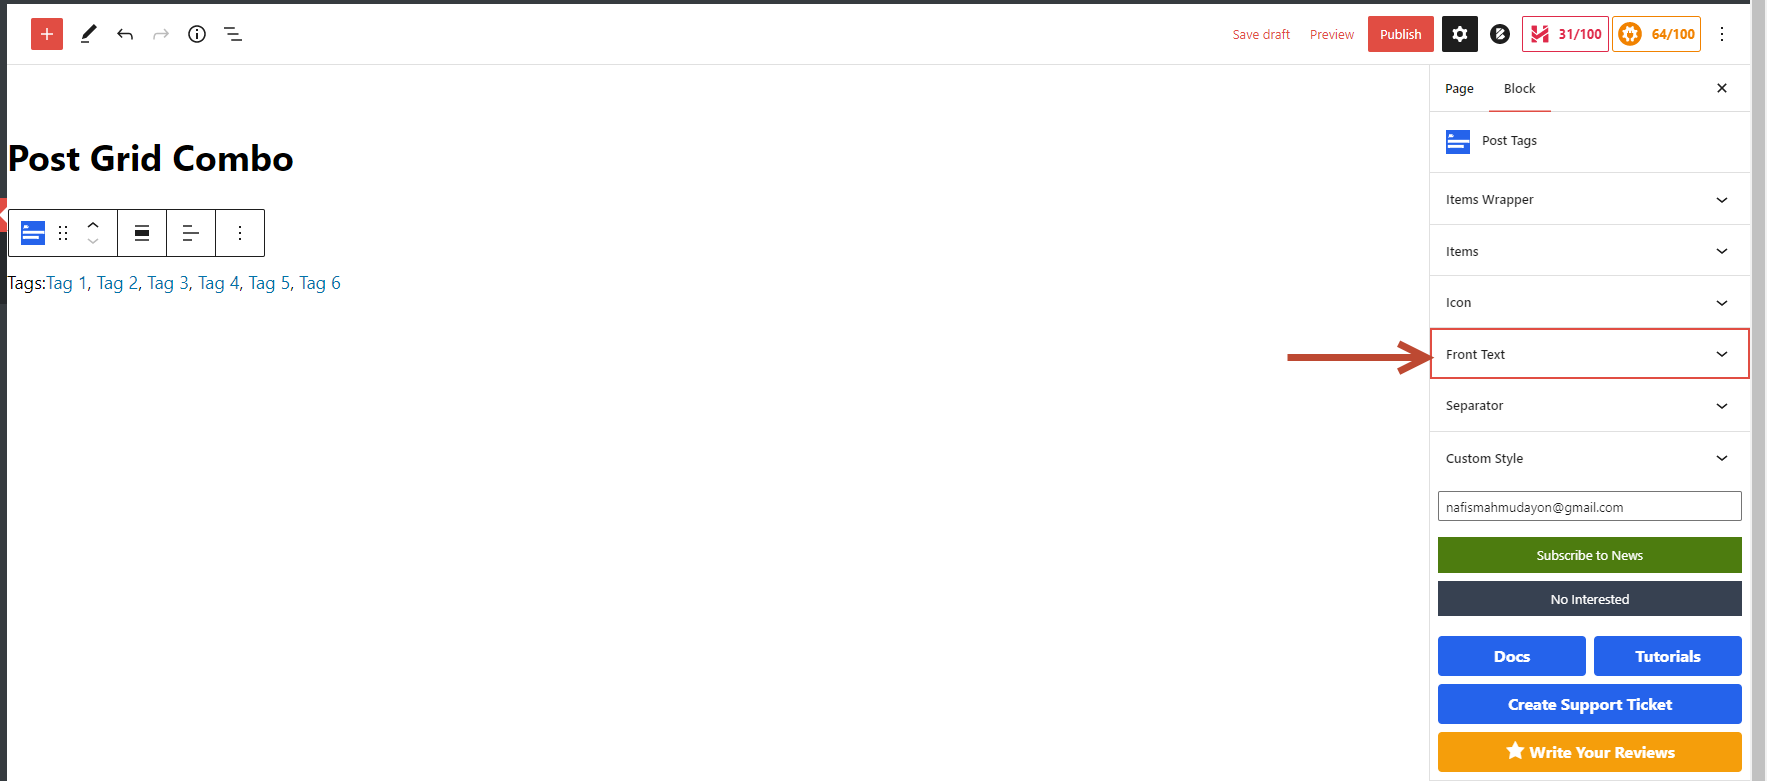 Save draft
Preview
Publish
31/100
64/100
Page
Block
Post Tags
Post Grid Combo
Tags:Tag 1, Tag 2, Tag 3, Tag 4, Tag 5, Tag 6
Items Wrapper
Items
Icon
Front Text
Separator
Custom Style
nafismahmudayon@gmail.com
Subscribe to News
No Interested
Docs
Tutorials
Create Support Ticket
Write Your Reviews